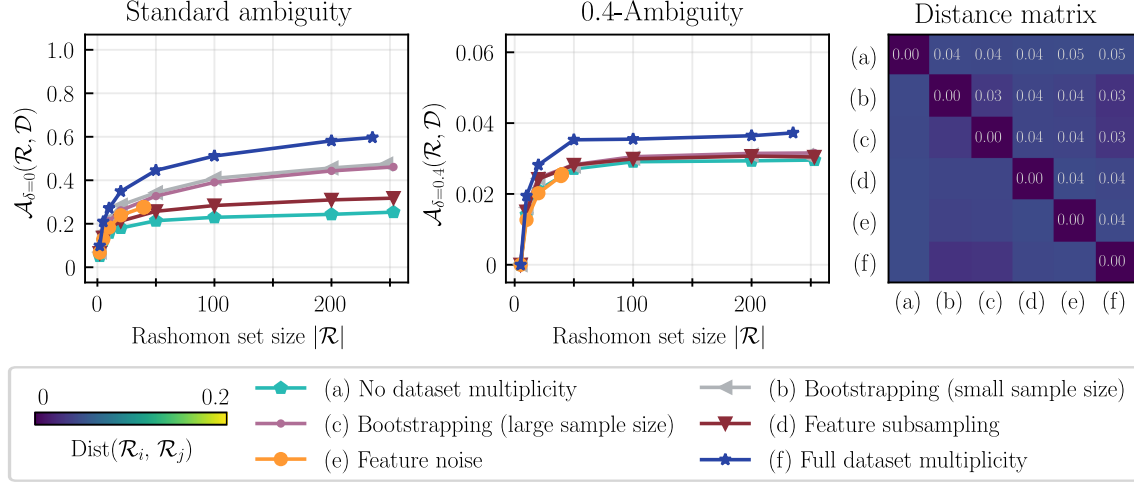 Standard ambiguity
0.4-Ambiguity
Distance matrix
1.0
0.8
0.6
0.4
0.2
0
𝒜δ=0(ℛ, 𝒟)
0
100
200
Rashomon set size |ℛ|
0.06
0.04
0.02
0
𝒜δ̃=0.4(ℛ, 𝒟)
0
100
200
Rashomon set size |ℛ|
(a) 0.00 0.04 0.04 0.04 0.05 0.05
(b) 0.00 0.03 0.04 0.04 0.03
(c) 0.00 0.04 0.04 0.03
(d) 0.00 0.04 0.04
(e) 0.00 0.04
(f) 0.00
(a) (b) (c) (d) (e) (f)
0 0.2
Dist(ℛi, ℛj)
(a) No dataset multiplicity
(b) Bootstrapping (small sample size)
(c) Bootstrapping (large sample size)
(d) Feature subsampling
(e) Feature noise
(f) Full dataset multiplicity